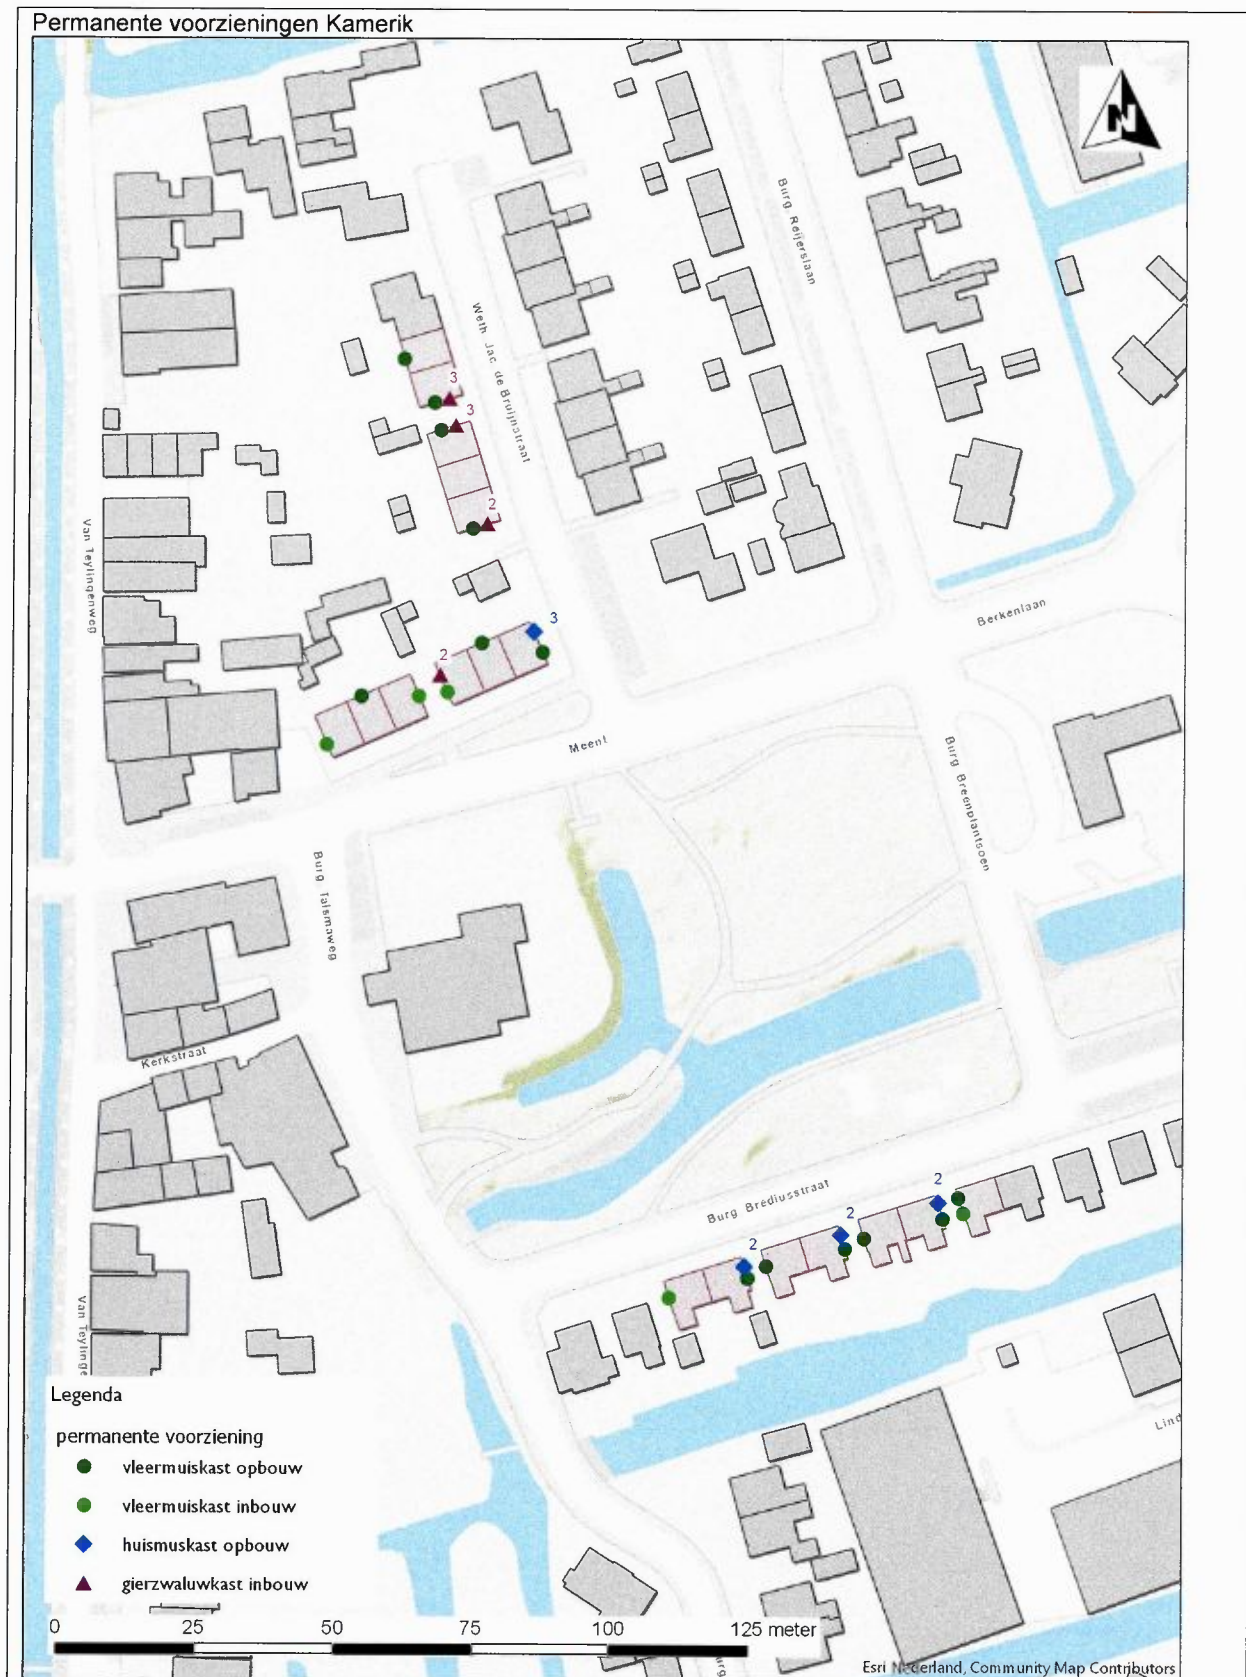 Permanente voorzieningen Kamerik
N
Burg Reijerslaan
Weth. Jac. de Bruijnstraat
3
3
2
Van Teylingenweg
Berkenlaan
3
2
Meent
Burg Breenplantsoen
Burg Talsmaweg
Kerkstraat
Burg Brediusstraat
2
2
2
Van Teylinge
Lind
Legenda
permanente voorziening
vleermuiskast opbouw
vleermuiskast inbouw
huismuskast opbouw
gierzwaluwkast inbouw
0 25 50 75 100 125 meter
Esri Nederland, Community Map Contributors